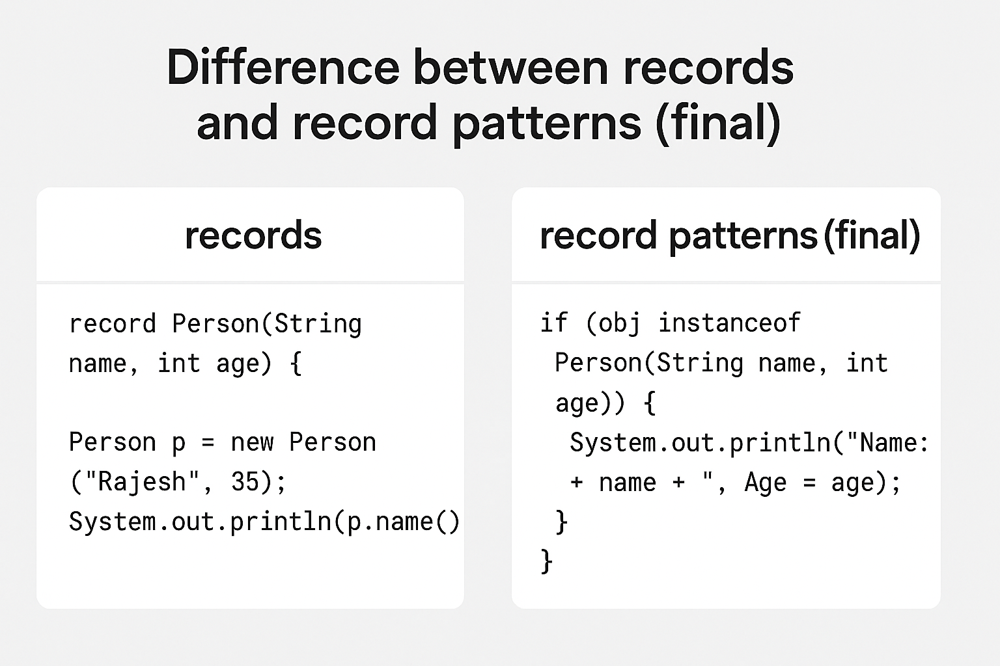 Difference between records
and record patterns (final)
records
record Person(String
name, int age) {
Person p = new Person
("Rajesh", 35);
System.out.println(p.name()
record patterns (final)
if (obj instanceof
Person(String name, int
age)) {
System.out.println("Name:
+ name + ", Age = age);
}
}